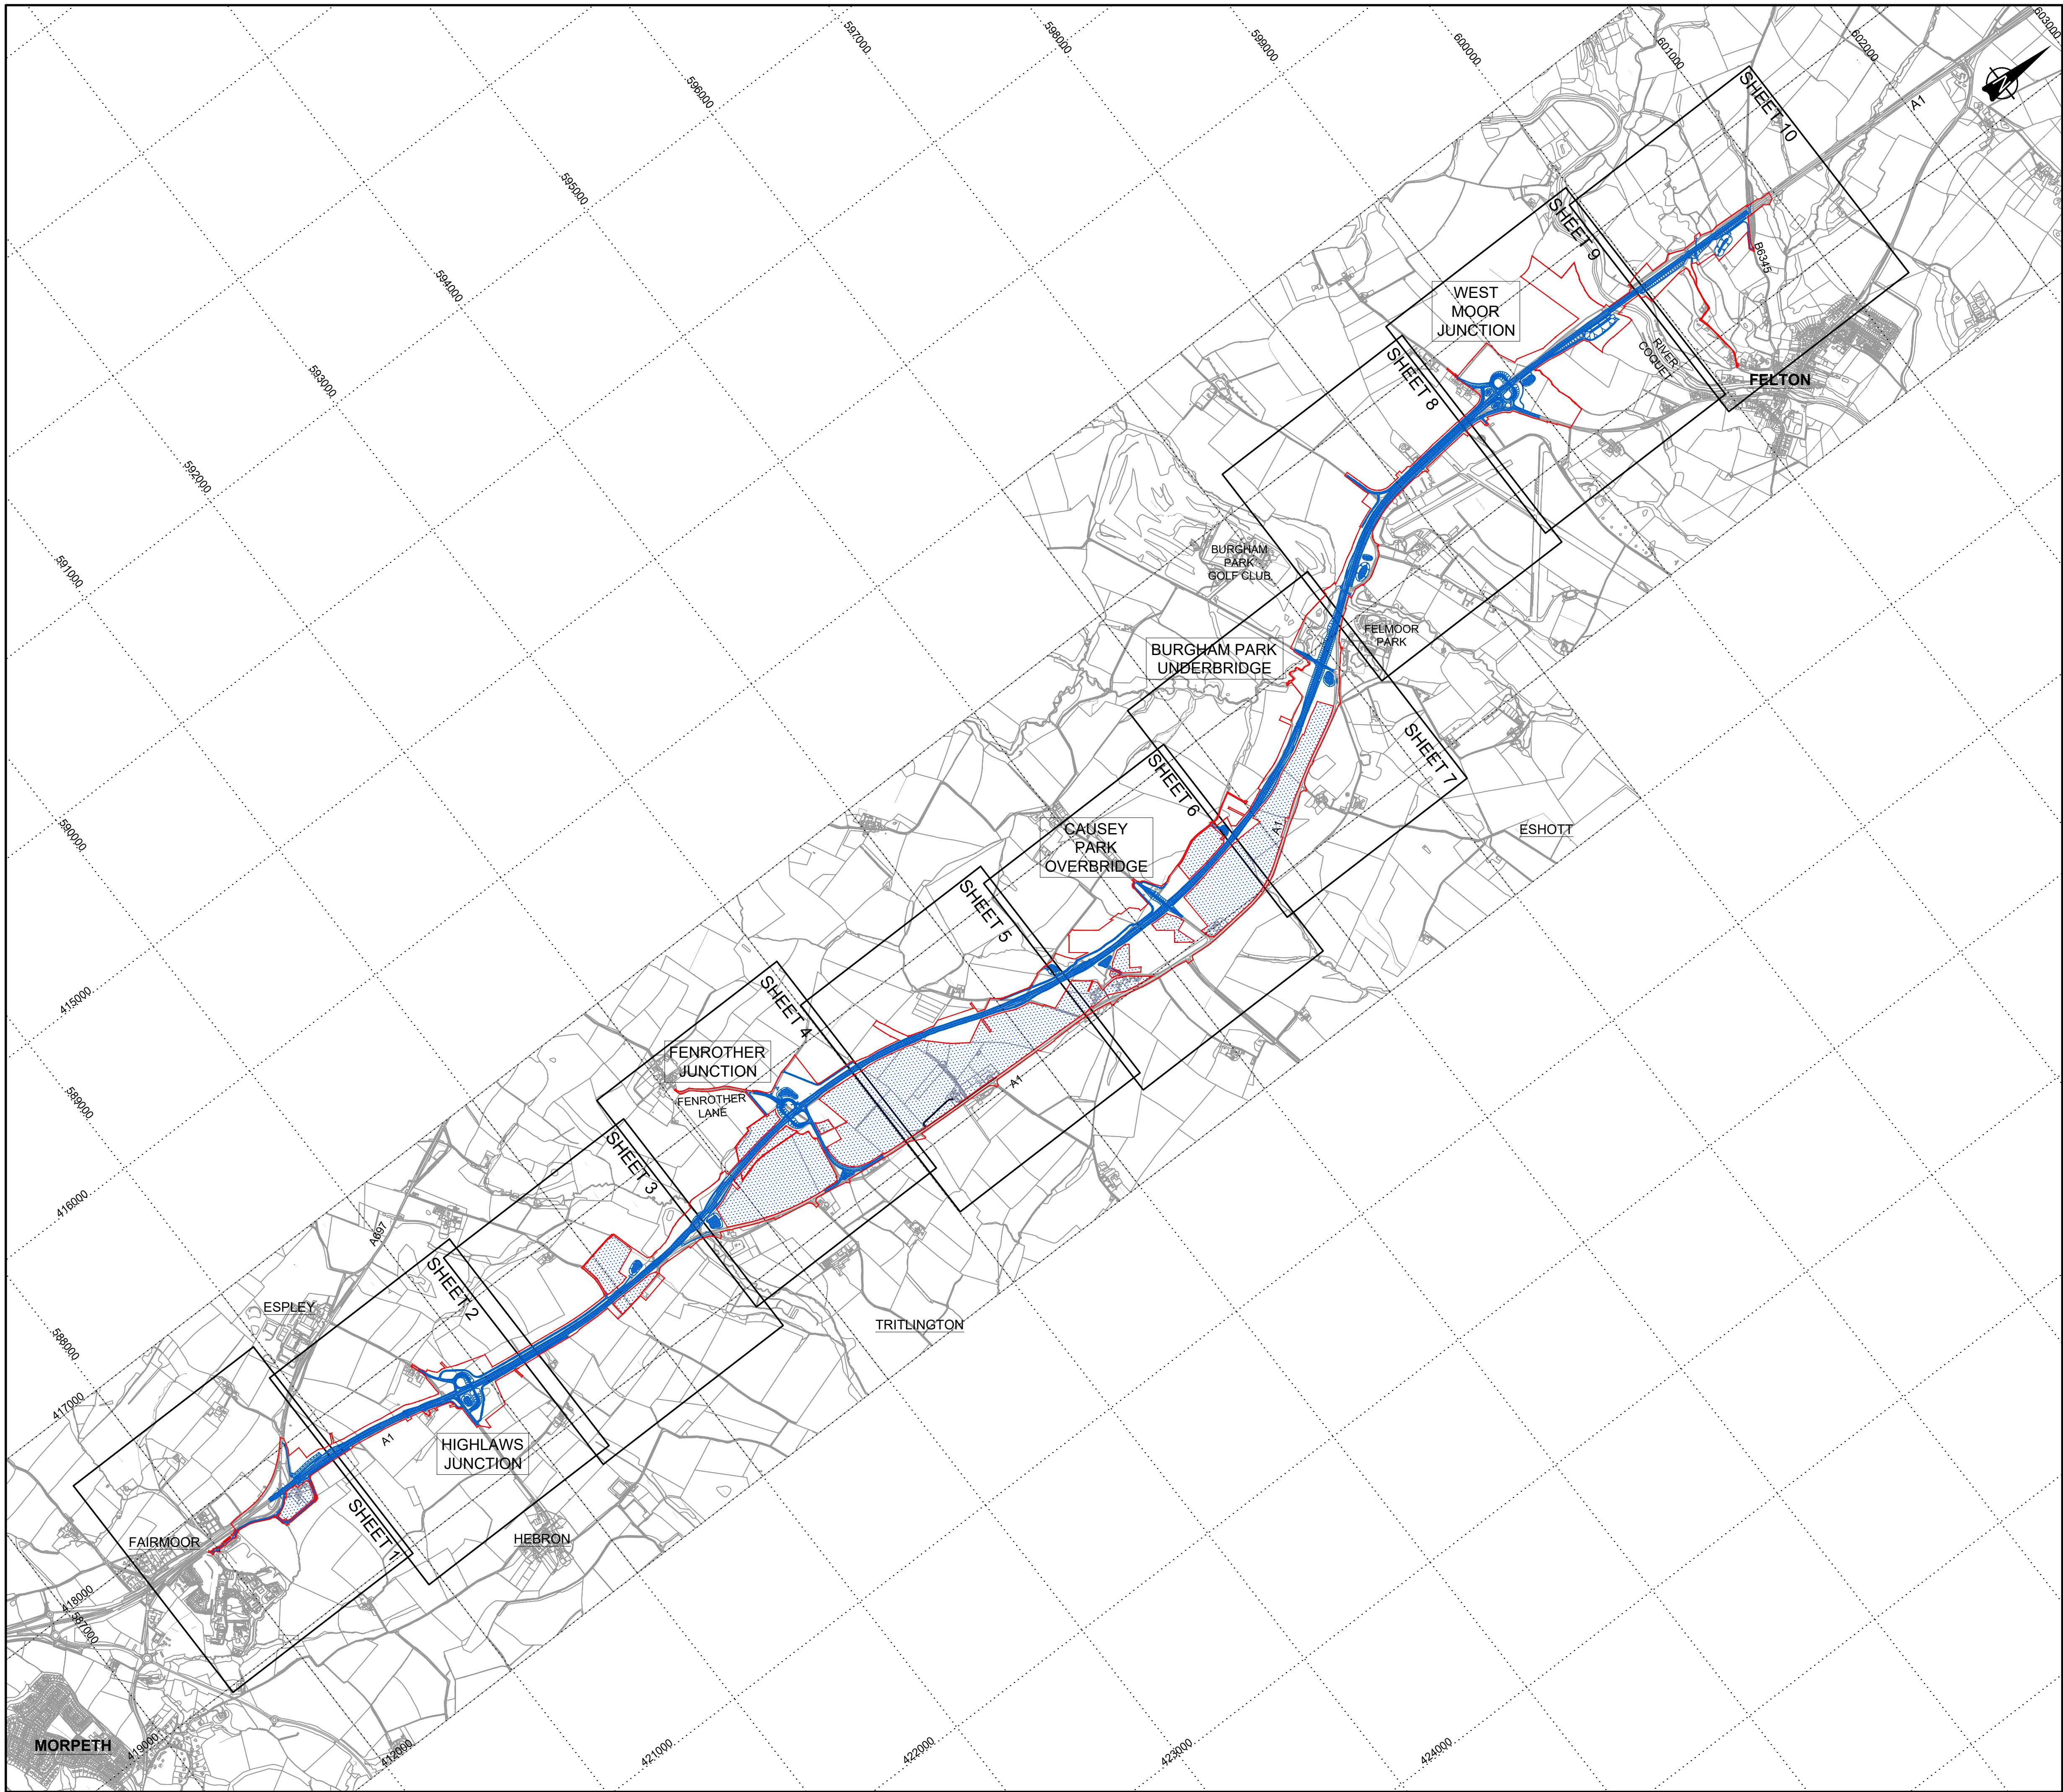 597000
598000
599000
600000
601000
602000
603000
596000
595000
594000
593000
592000
591000
590000
589000
588000
587000
415000
416000
417000
418000
419000
412000
421000
422000
423000
424000
N
A1
SHEET 10
SHEET 9
B6345
WEST
MOOR
JUNCTION
RIVER
COQUET
FELTON
SHEET 8
BURGHAM
PARK
GOLF CLUB
FELMOOR
PARK
BURGHAM PARK
UNDERBRIDGE
SHEET 7
SHEET 6
A1
ESHOTT
CAUSEY
PARK
OVERBRIDGE
SHEET 5
SHEET 4
FENROTHER
JUNCTION
FENROTHER
LANE
A1
SHEET 3
TRITLINGTON
A697
SHEET 2
ESPLEY
A1
HIGHLAWS
JUNCTION
SHEET 1
FAIRMOOR
HEBRON
MORPETH